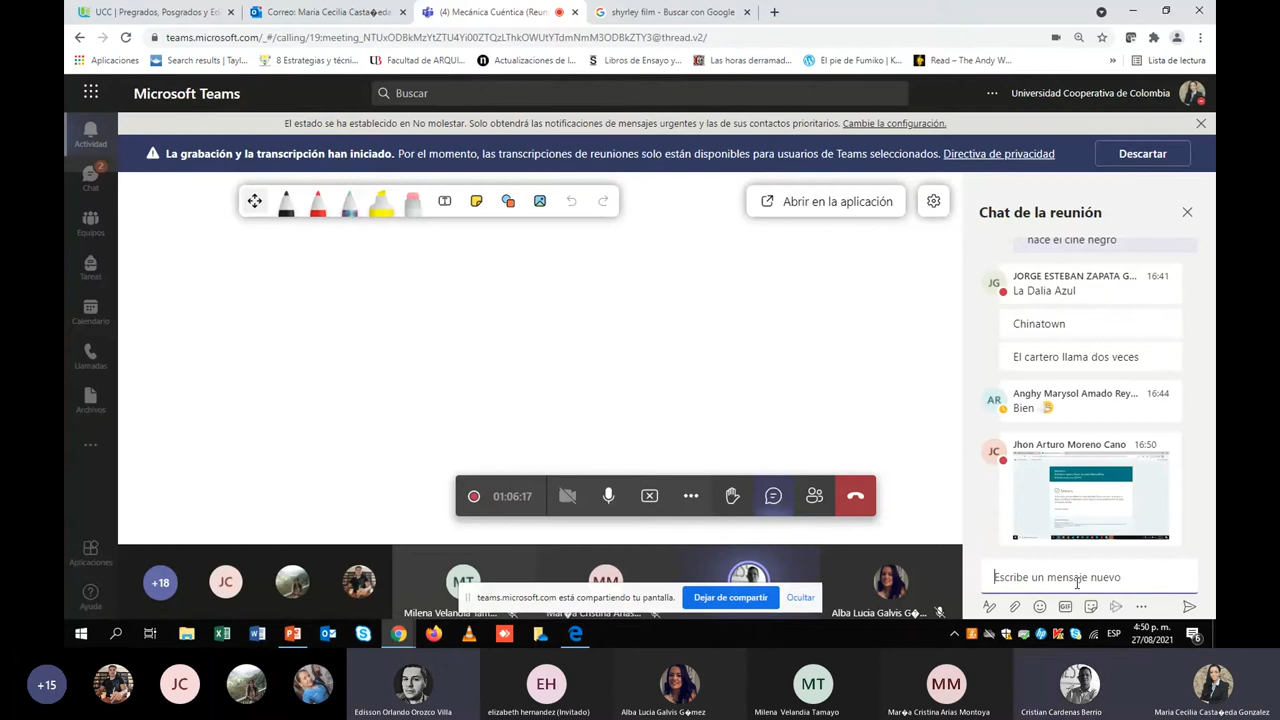 UCC | Pregrados, Posgrados y Ed
Correo: Maria Cecilia Casta�eda
(4) Mecánica Cuéntica (Reun
shyrley film - Buscar con Google
teams.microsoft.com/_#/calling/19:meeting_NTUxODBkMzYtZTU4Yi00ZTQzLThkOWUtYTdmNmM3ODBkZTY3@thread.v2/
Aplicaciones
Search results | Tayl...
8 Estrategias y técni...
Facultad de ARQUI...
Actualizaciones de l...
Libros de Ensayo y...
Las horas derramad...
El pie de Fumiko | K...
Read – The Andy W...
Lista de lectura
Microsoft Teams
Buscar
Universidad Cooperativa de Colombia
El estado se ha establecido en No molestar. Solo obtendrá las notificaciones de mensajes urgentes y las de sus contactos prioritarios. Cambie la configuración.
La grabación y la transcripción han iniciado. Por el momento, las transcripciones de reuniones solo están disponibles para usuarios de Teams seleccionados. Directiva de privacidad
Descartar
Actividad
Chat
2
Equipos
Tareas
Calendario
Llamadas
Archivos
Aplicaciones
Ayuda
Abrir en la aplicación
Chat de la reunión
nace el cine negro
JG
JORGE ESTEBAN ZAPATA G... 16:41
La Dalia Azul
Chinatown
El cartero llama dos veces
AR
Anghy Marysol Amado Rey... 16:44
Bien
JC
Jhon Arturo Moreno Cano 16:50
Escribe un mensaje nuevo
GIF
01:06:17
+18
JC
MT
MM
Milena Velandia Tam...
Alba Lucia Galvis G�...
teams.microsoft.com está compartiendo tu pantalla.
Dejar de compartir
Ocultar
ESP
4:50 p. m.
27/08/2021
6
+15
JC
EH
MT
MM
Edisson Orlando Orozco Villa
elizabeth hernandez (Invitado)
Alba Lucia Galvis G�mez
Milena Velandia Tamayo
Mar�a Cristina Arias Montoya
Cristian Cardenas Berrio
Maria Cecilia Casta�eda Gonzalez